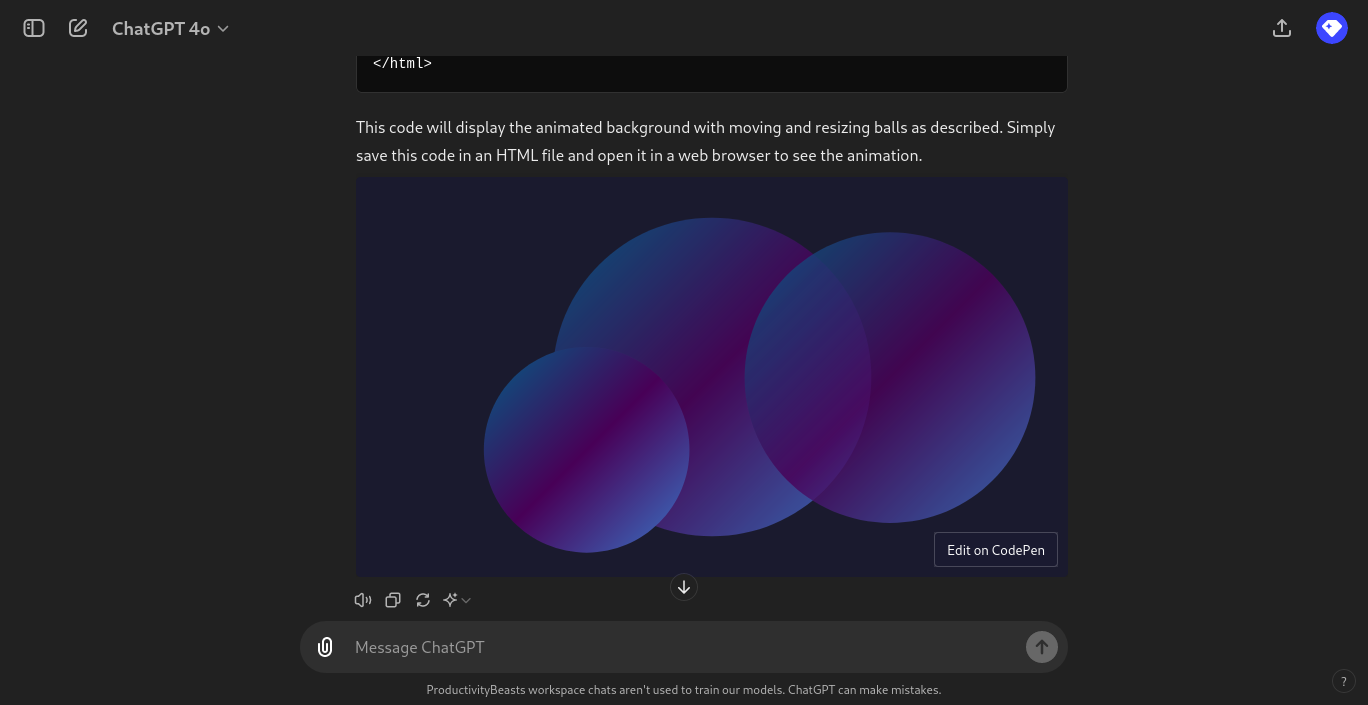 ChatGPT 4o
</html>
This code will display the animated background with moving and resizing balls as described. Simply
save this code in an HTML file and open it in a web browser to see the animation.
Edit on CodePen
Message ChatGPT
ProductivityBeasts workspace chats aren't used to train our models. ChatGPT can make mistakes.
?